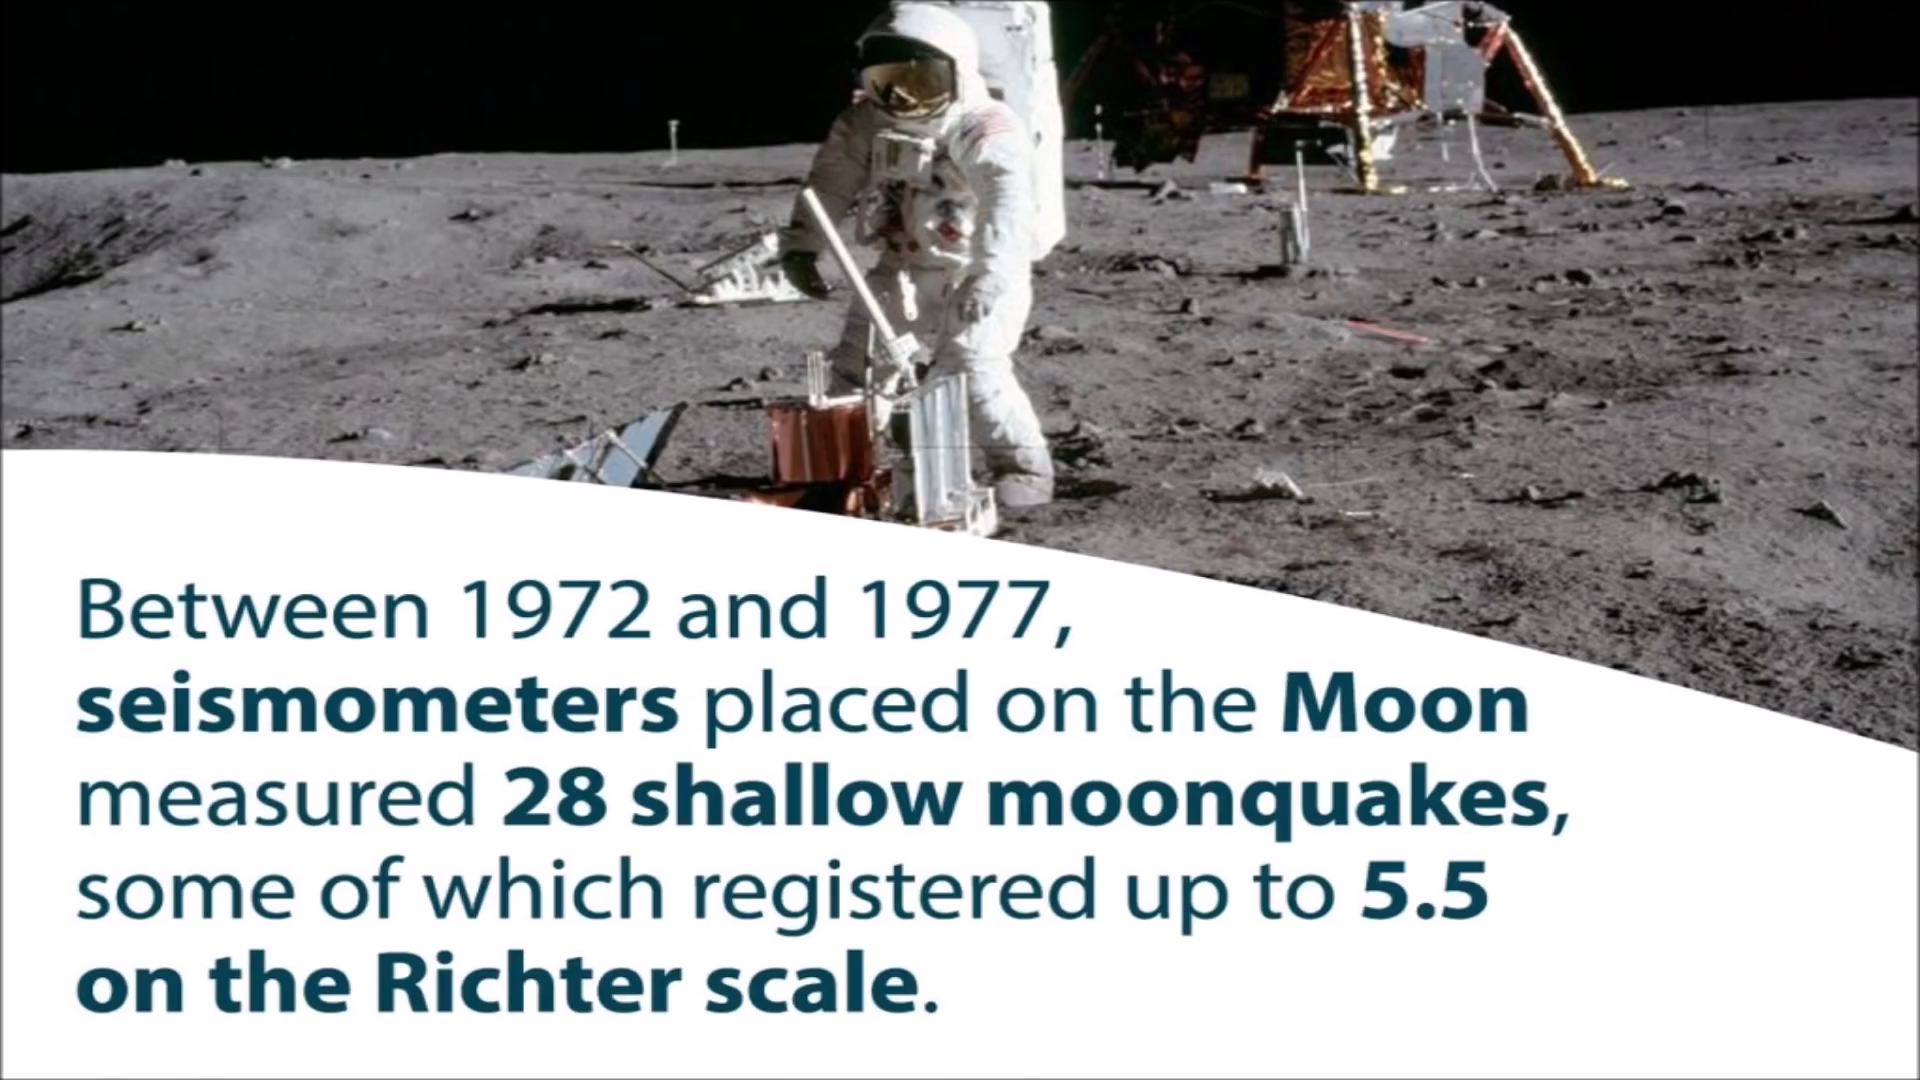 Between 1972 and 1977,
seismometers placed on the Moon
measured 28 shallow moonquakes,
some of which registered up to 5.5
on the Richter scale.